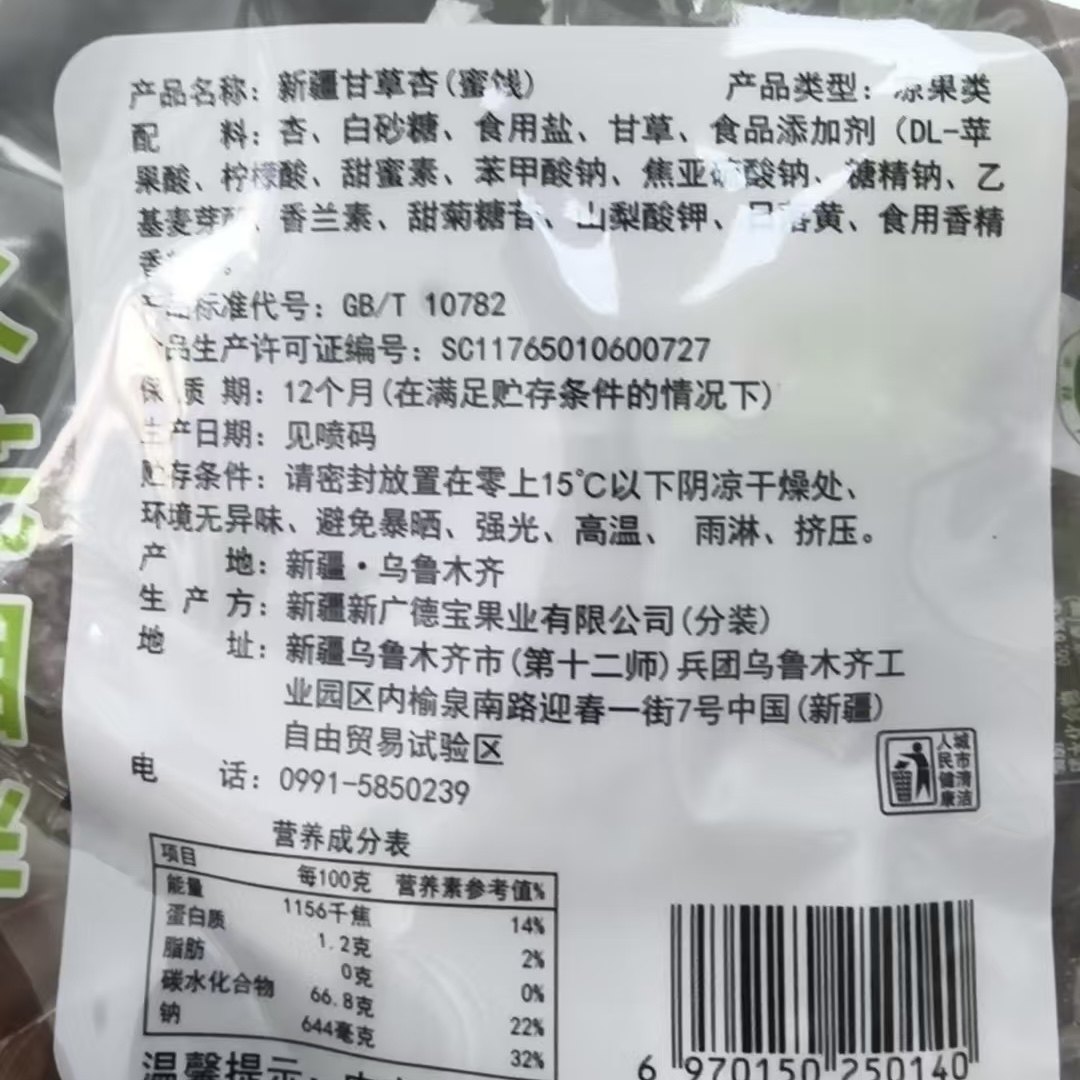 产品名称：新疆甘草杏(蜜饯) 产品类型：凉果类
配 料：杏、白砂糖、食用盐、甘草、食品添加剂（DL-苹
果酸、柠檬酸、甜蜜素、苯甲酸钠、焦亚硫酸钠、糖精钠、乙
基麦芽酚、香兰素、甜菊糖苷、山梨酸钾、日落黄、食用香精
香 。
产品标准代号：GB/T 10782
品生产许可证编号：SC11765010600727
保 质 期：12个月(在满足贮存条件的情况下)
生产日期：见喷码
贮存条件：请密封放置在零上15℃以下阴凉干燥处、
环境无异味、避免暴晒、强光、高温、 雨淋、挤压。
产 地：新疆·乌鲁木齐
生 产 方：新疆新广德宝果业有限公司(分装)
地 址：新疆乌鲁木齐市(第十二师)兵团乌鲁木齐工
业园区内榆泉南路迎春一街7号中国(新疆)
自由贸易试验区
电 话：0991-5850239
人民健康 城市清洁
营养成分表
项目 每100克 营养素参考值%
能量 1156千焦 14%
蛋白质 1.2克 2%
脂肪 0克 0%
碳水化合物 66.8克 22%
钠 644毫克 32%
温馨提示：
6 970150 250140